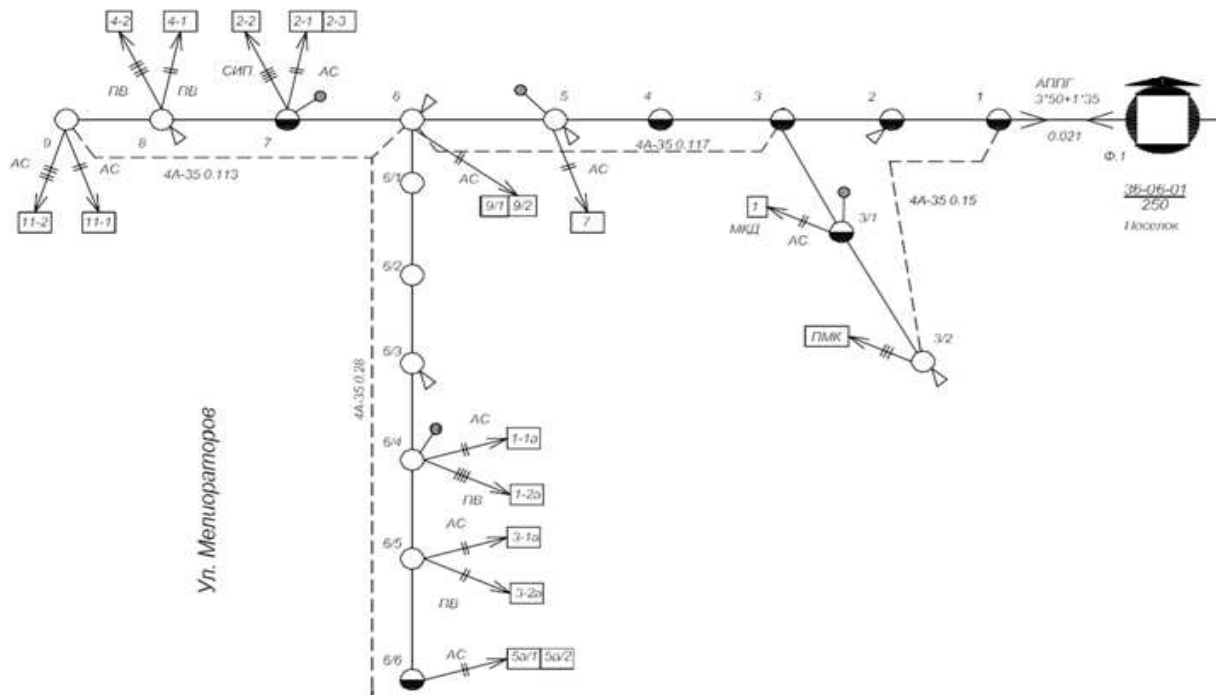 4-2
4-1
2-2
2-1 2-3
СИП
АС
ПВ
ПВ
6
5
4
3
2
1
АППГ
3*50+1*35
0.021
Ф.1
9
8
7
4А-35 0.113
4А-35 0.117
АС
АС
АС
АС
11-2
11-1
6/1
9/1 9/2
7
4А-35 0.15
36-06-01
250
Поселок
1
МКД
АС
3/1
6/2
ПМК
3/2
6/3
4А-35 0.28
Ул. Мелиораторов
АС
1-1а
6/4
1-2а
ПВ
АС
3-1а
6/5
3-2а
ПВ
6/6
АС
5а/1 5а/2